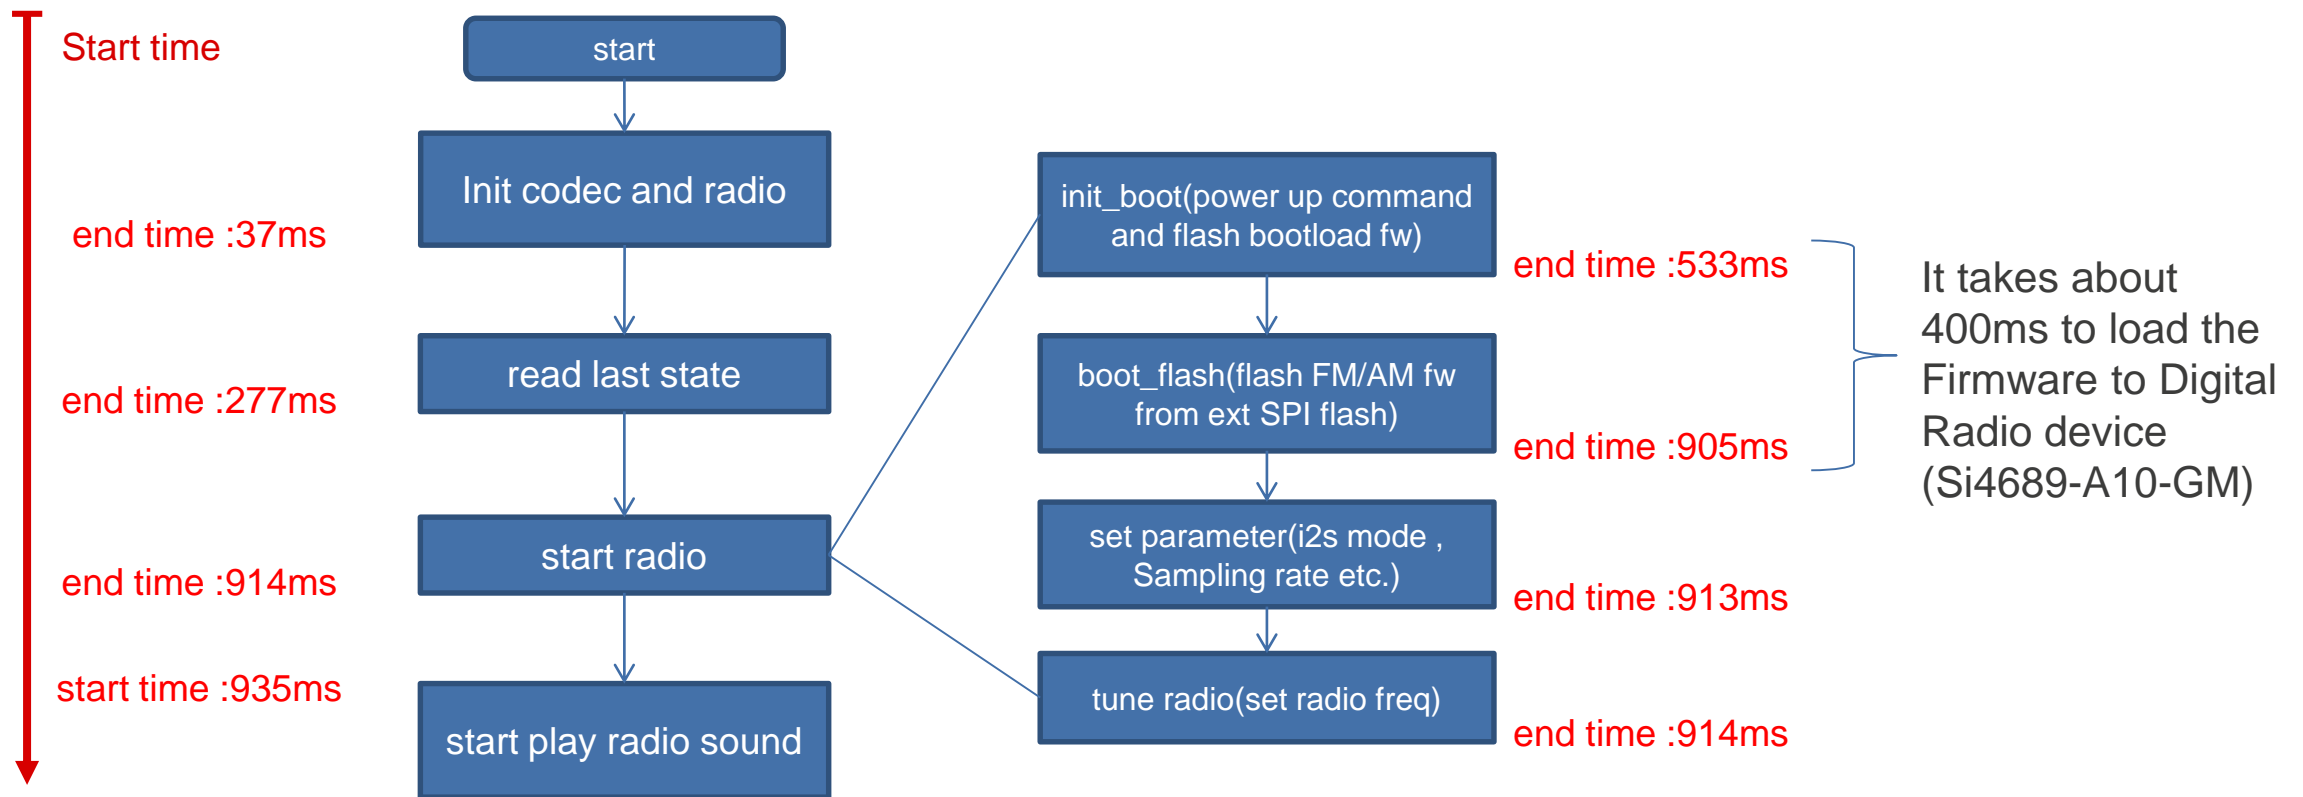 Start time
start
Init codec and radio
end time :37ms
read last state
end time :277ms
start radio
end time :914ms
start time :935ms
start play radio sound
init_boot(power up command
and flash bootload fw)
end time :533ms
boot_flash(flash FM/AM fw
from ext SPI flash)
end time :905ms
set parameter(i2s mode ,
Sampling rate etc.)
end time :913ms
tune radio(set radio freq)
end time :914ms
It takes about
400ms to load the
Firmware to Digital
Radio device
(Si4689-A10-GM)